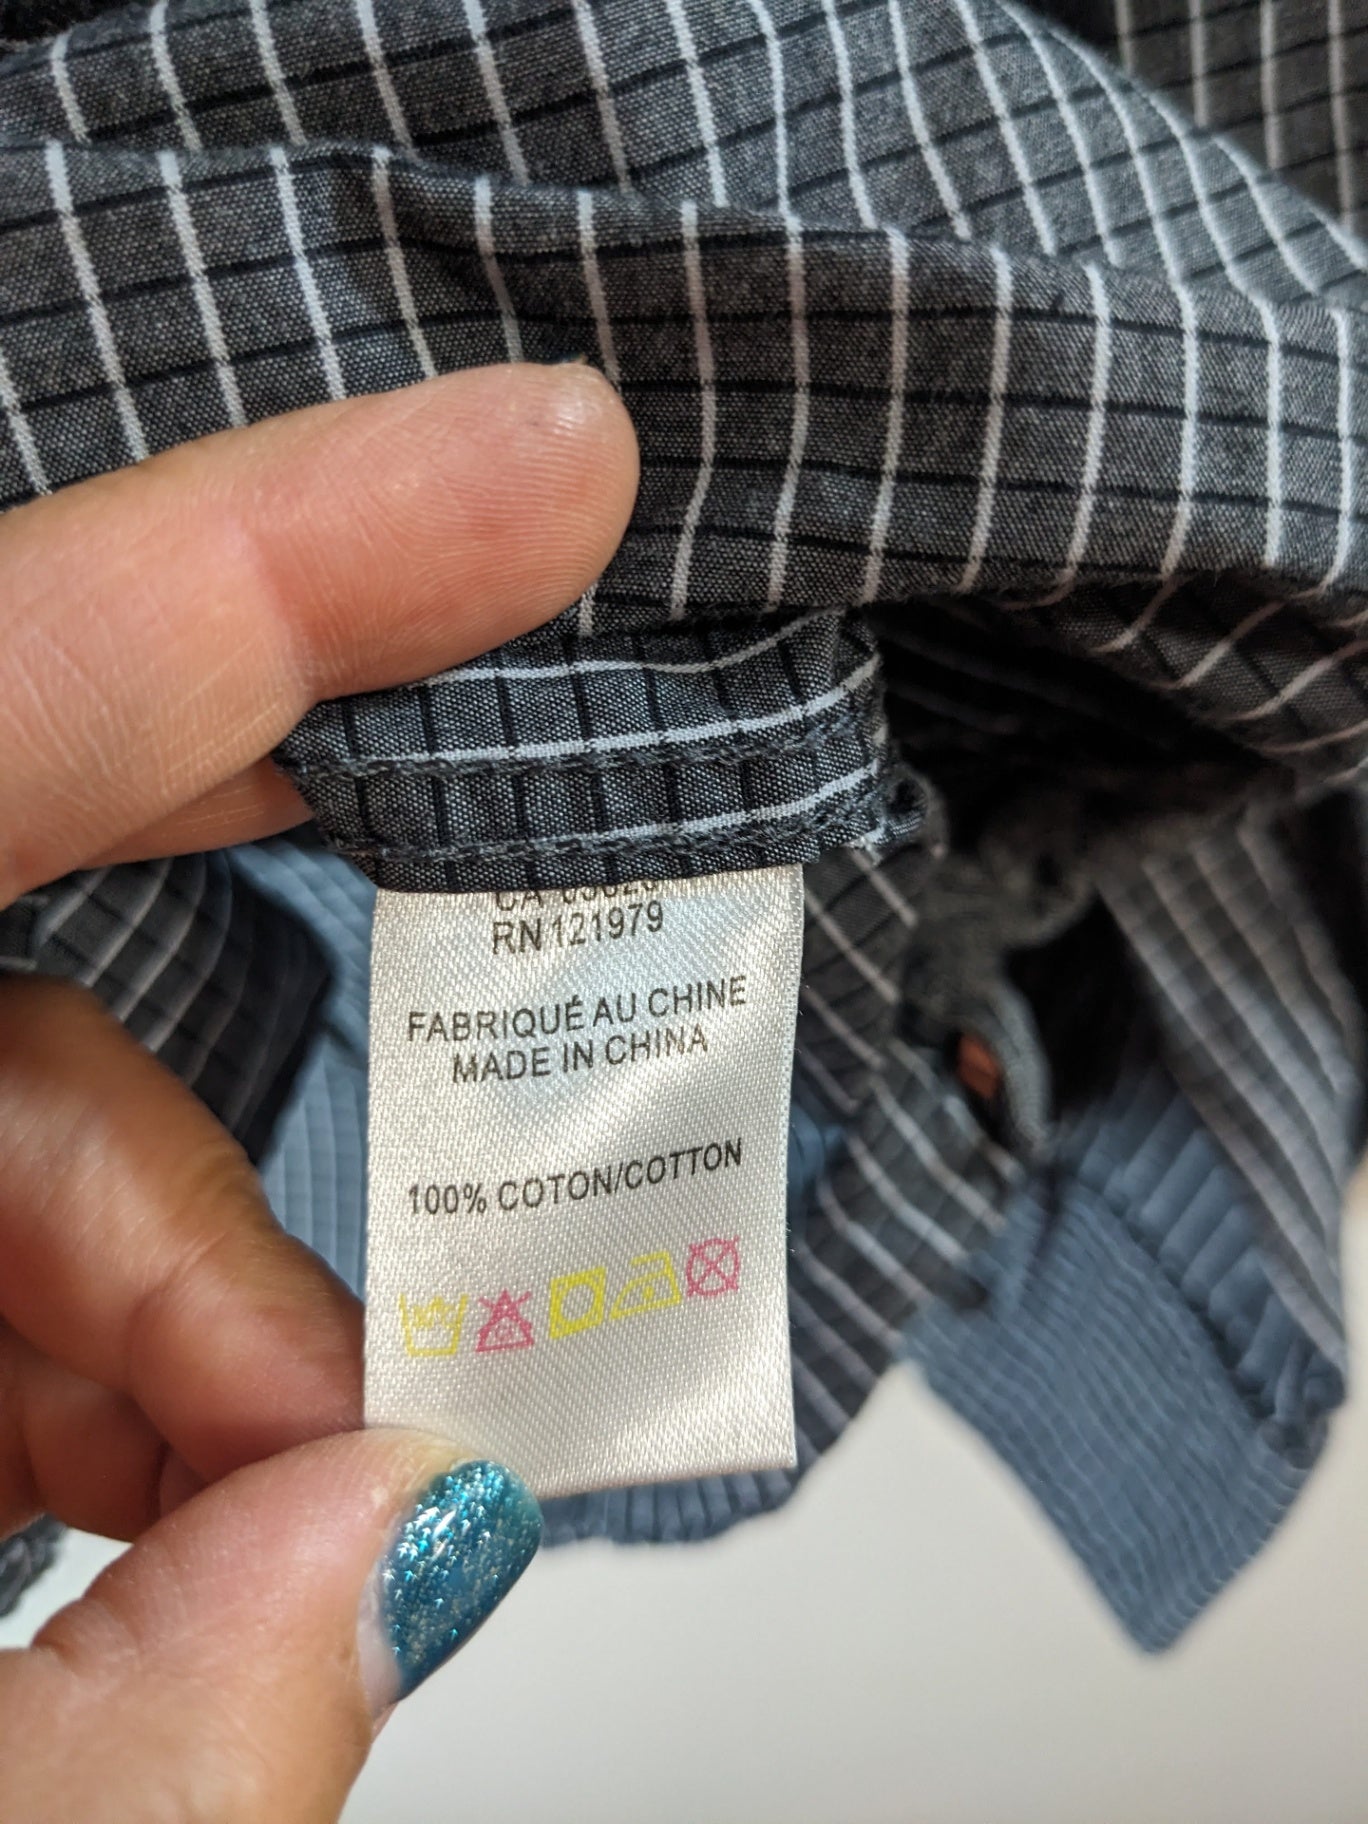 RN 121979
FABRIQUÉ AU CHINE
MADE IN CHINA
100% COTON/COTTON